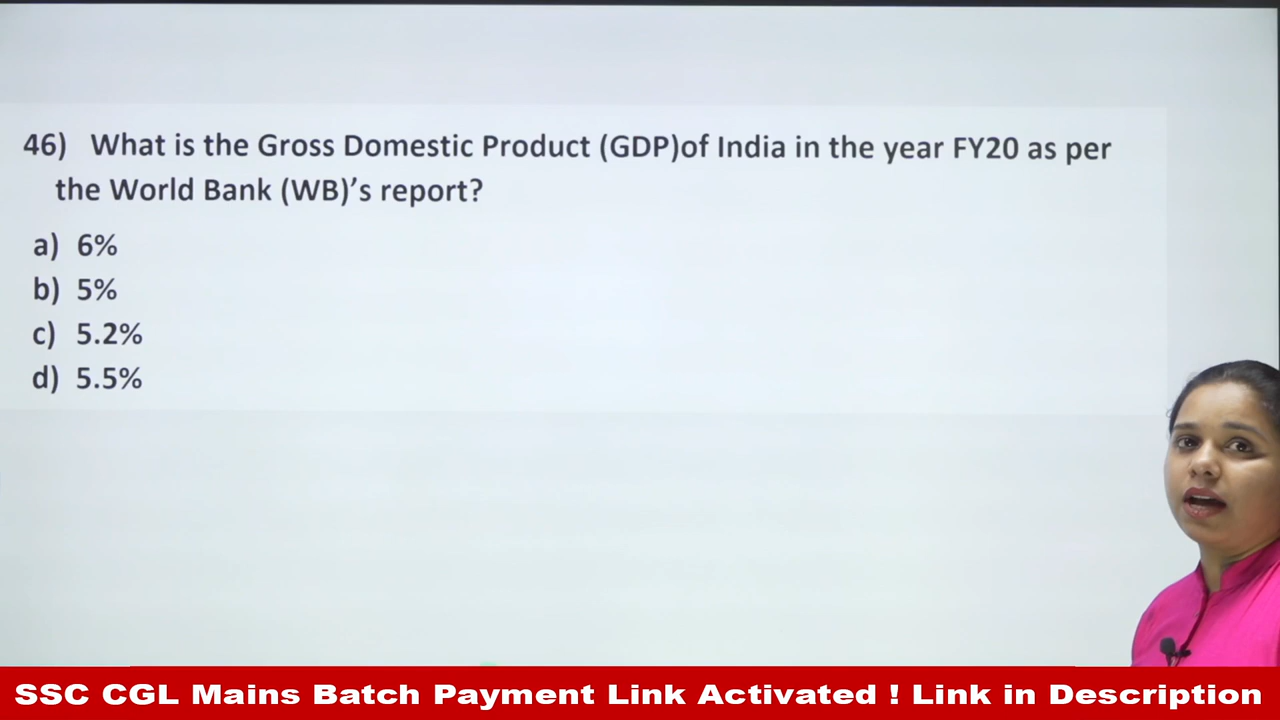 46) What is the Gross Domestic Product (GDP)of India in the year FY20 as per
the World Bank (WB)’s report?
a) 6%
b) 5%
c) 5.2%
d) 5.5%
SSC CGL Mains Batch Payment Link Activated ! Link in Description